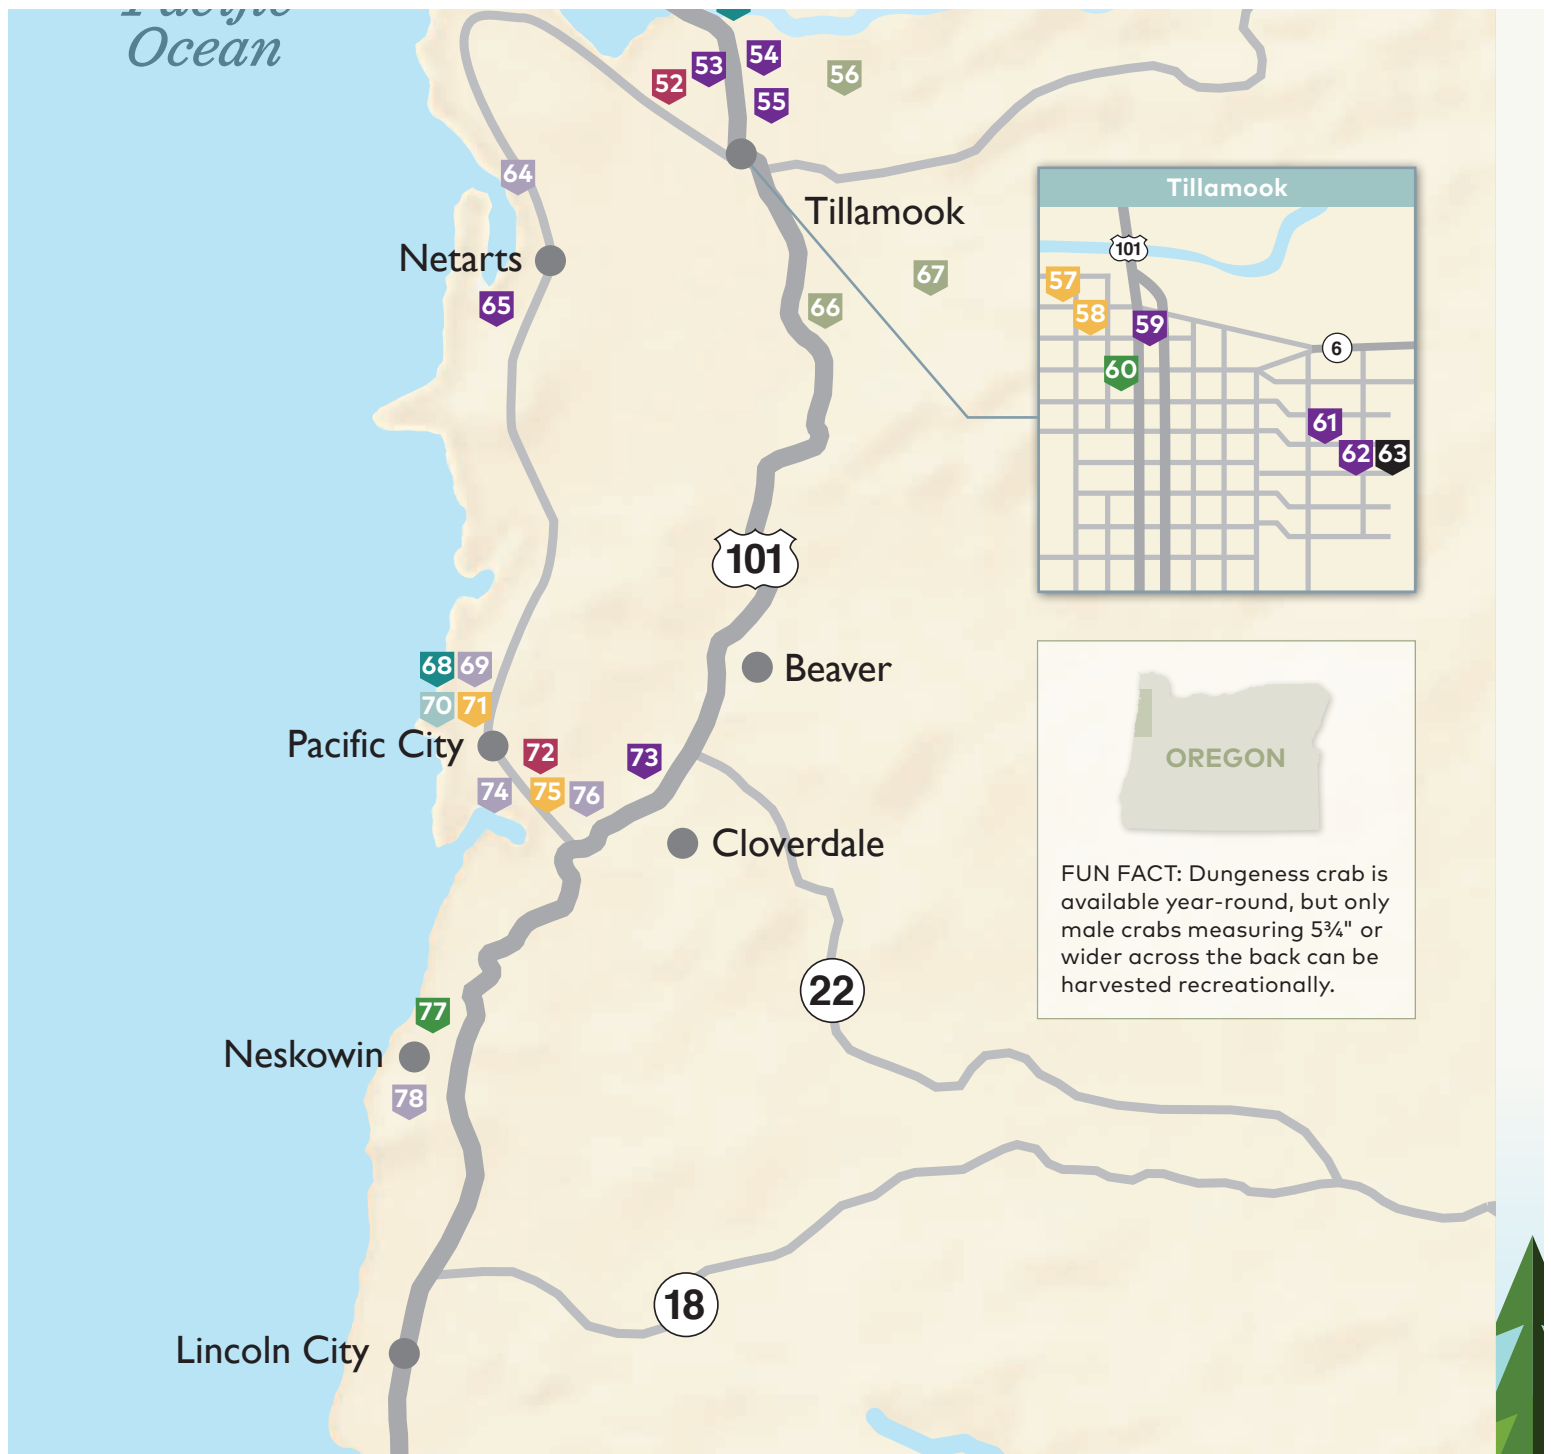 Pacific
Ocean
52
53
54
55
56
Tillamook
64
Netarts
65
66
67
Tillamook
101
57
58
59
60
6
61
62
63
101
68
69
70
71
Beaver
Pacific City
72
73
74
75
76
Cloverdale
OREGON
FUN FACT: Dungeness crab is
available year-round, but only
male crabs measuring 5¾" or
wider across the back can be
harvested recreationally.
22
77
Neskowin
78
18
Lincoln City